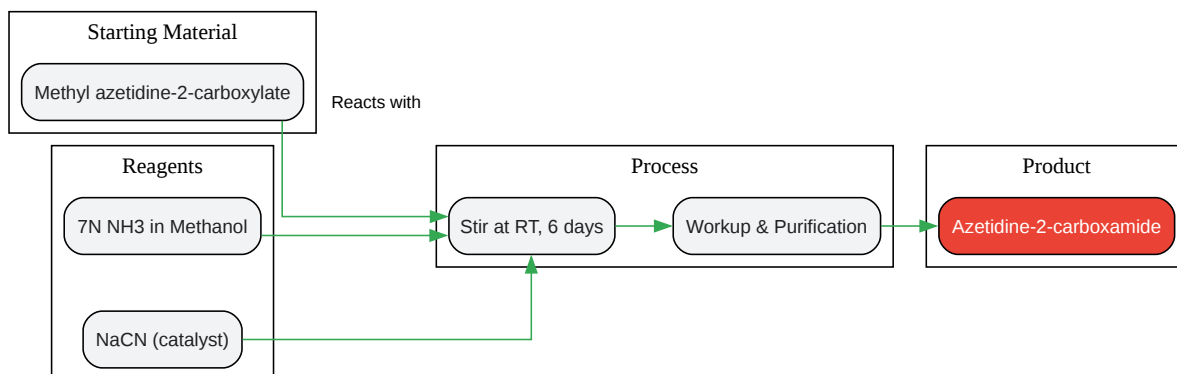 Starting Material
Methyl azetidine-2-carboxylate
Reacts with
Reagents
7N NH3 in Methanol
NaCN (catalyst)
Process
Stir at RT, 6 days
Workup & Purification
Product
Azetidine-2-carboxamide